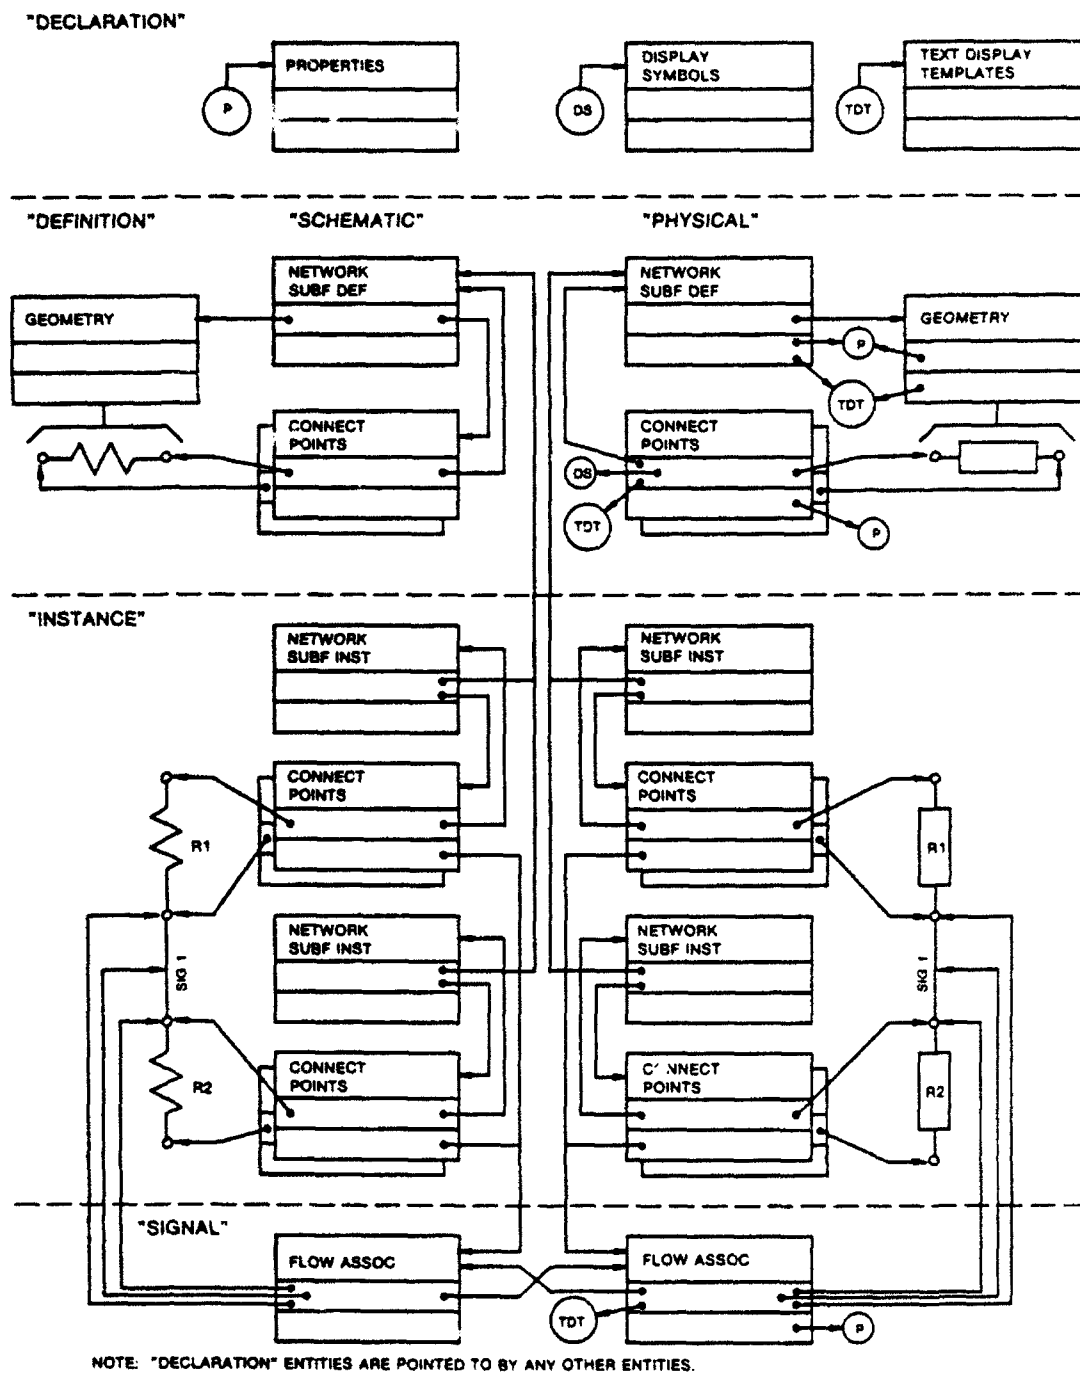 "DECLARATION"
PROPERTIES
P
DISPLAY
SYMBOLS
DS
TEXT DISPLAY
TEMPLATES
TDT
"DEFINITION"
"SCHEMATIC"
"PHYSICAL"
NETWORK
SUBF DEF
GEOMETRY
CONNECT
POINTS
NETWORK
SUBF DEF
GEOMETRY
P
TDT
CONNECT
POINTS
DS
TDT
P
"INSTANCE"
NETWORK
SUBF INST
NETWORK
SUBF INST
CONNECT
POINTS
R1
CONNECT
POINTS
R1
NETWORK
SUBF INST
SIG 1
NETWORK
SUBF INST
SIG 1
CONNECT
POINTS
R2
CONNECT
POINTS
R2
"SIGNAL"
FLOW ASSOC
FLOW ASSOC
TDT
P
NOTE: "DECLARATION" ENTITIES ARE POINTED TO BY ANY OTHER ENTITIES.